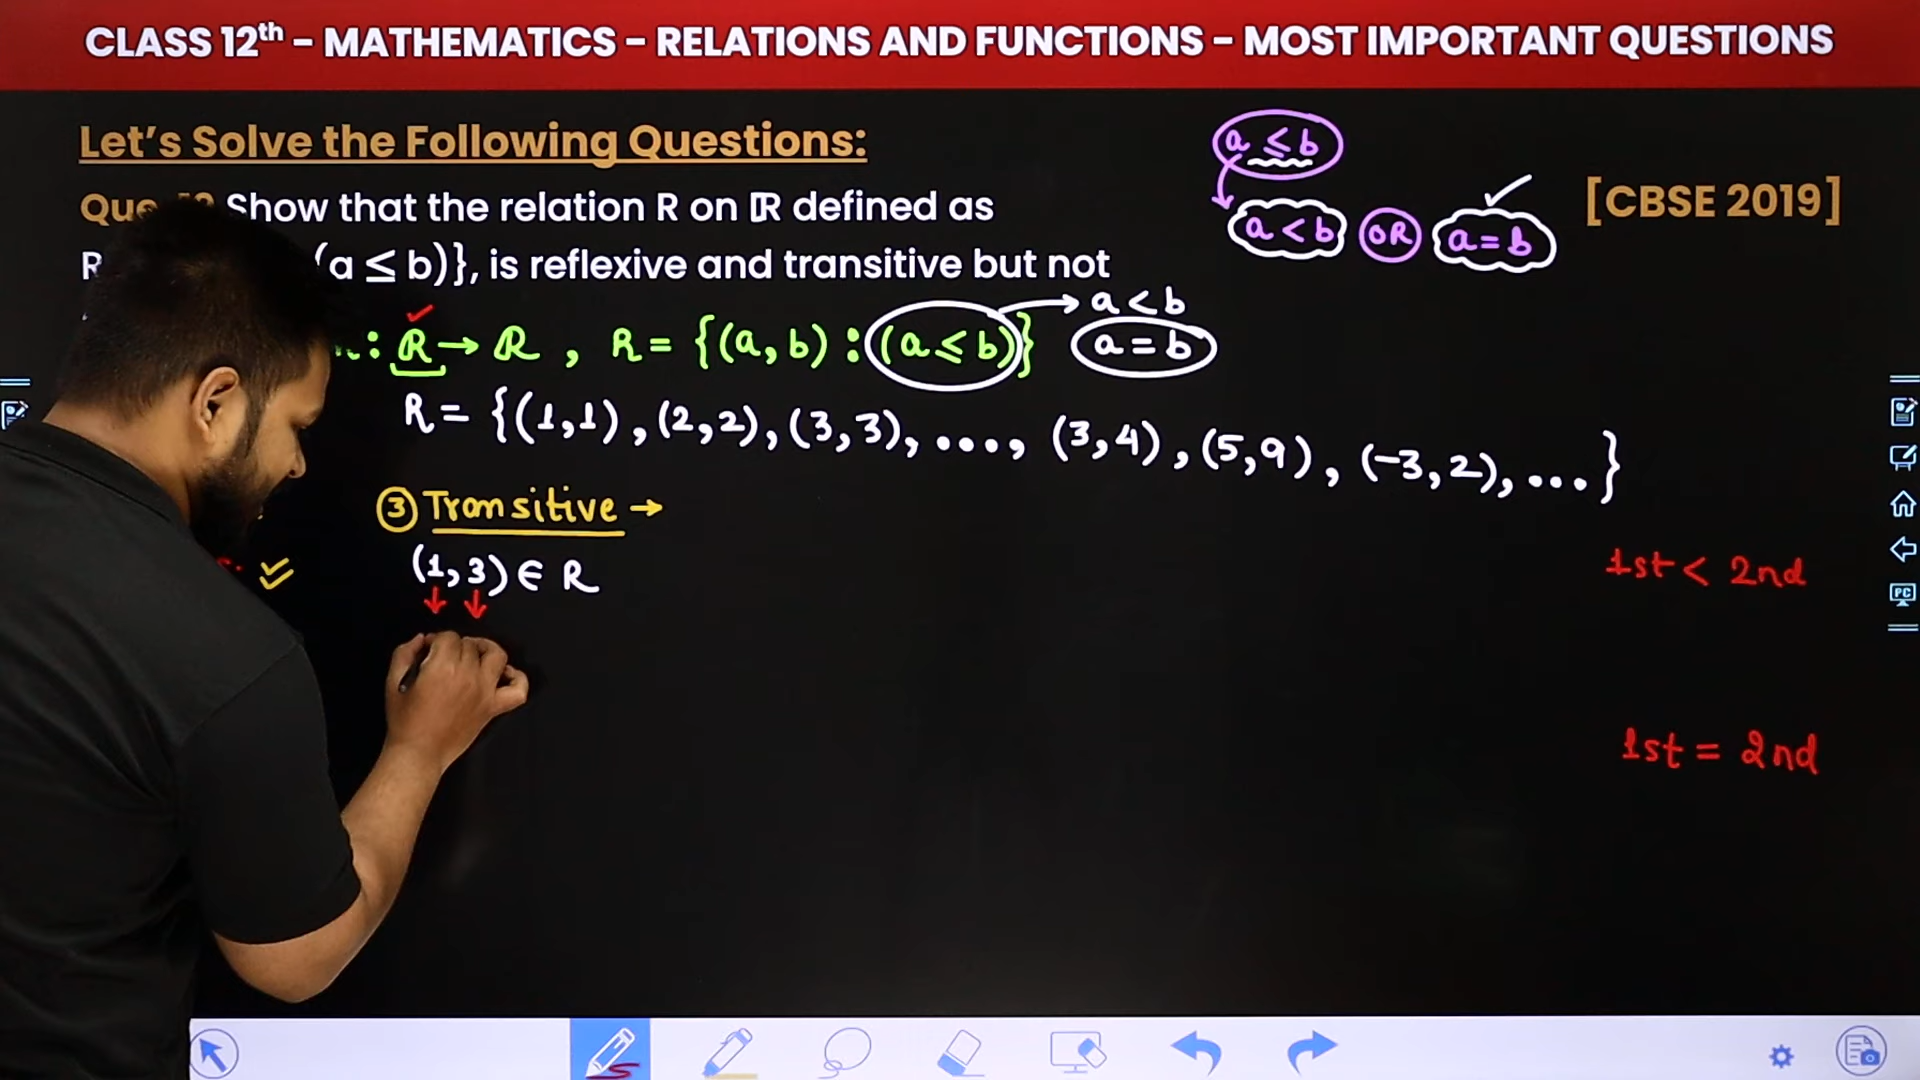 CLASS 12th - MATHEMATICS - RELATIONS AND FUNCTIONS - MOST IMPORTANT QUESTIONS
Let's Solve the Following Questions:
a ≤ b
[CBSE 2019]
Que Show that the relation R on ℝ defined as
a < b OR a = b
R (a ≤ b)}, is reflexive and transitive but not
a < b
: ℝ → ℝ , R = {(a, b) : (a ≤ b)} a = b
R = {(1,1), (2,2), (3,3), ..., (3,4), (5,9), (-3,2), ... }
③ Transitive →
(1, 3) ∈ R
1st < 2nd
1st = 2nd
PC